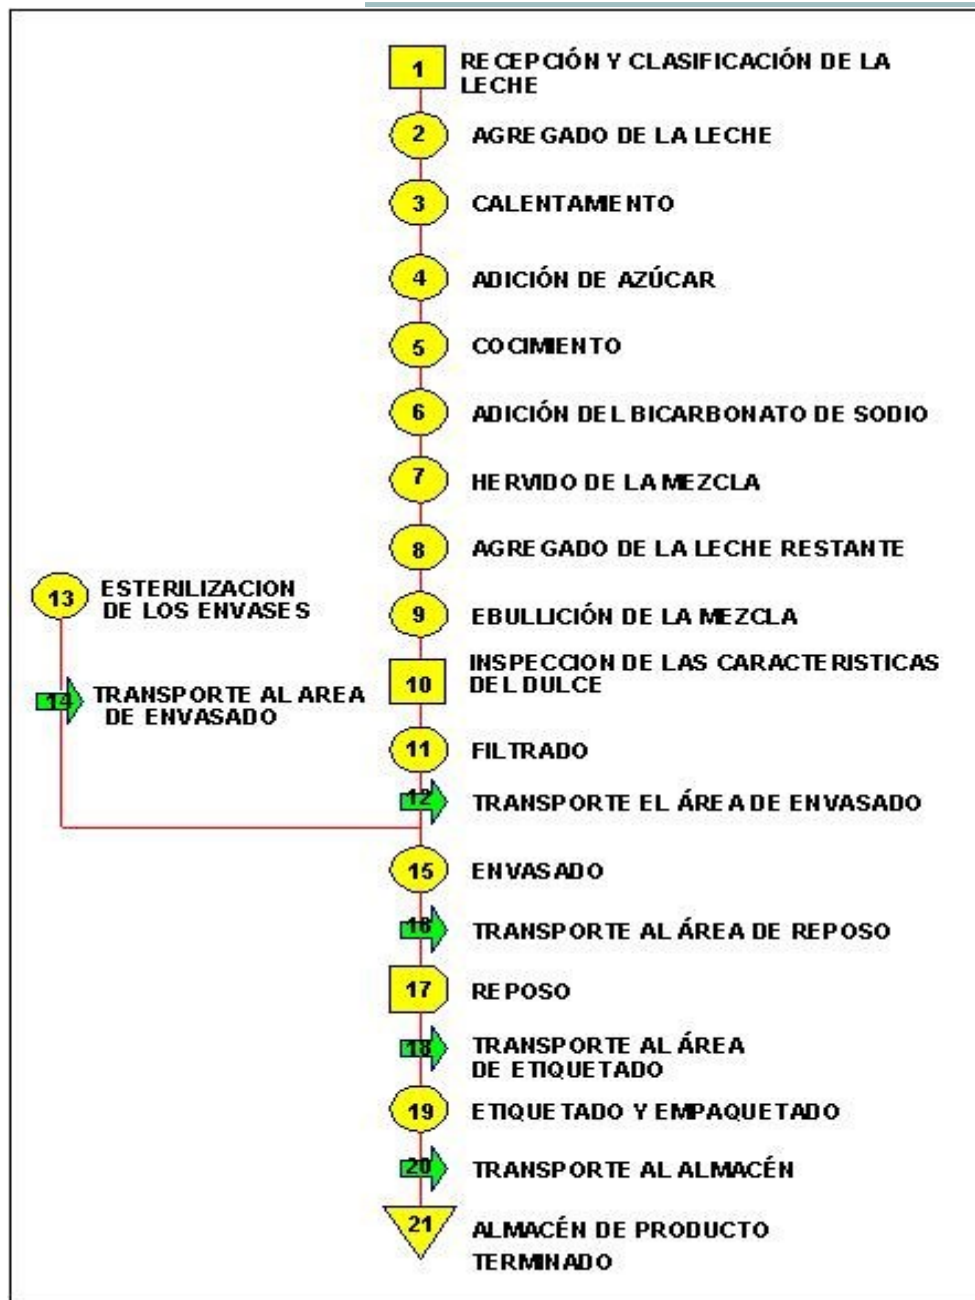 1 RECEPCIÓN Y CLASIFICACIÓN DE LA
LECHE
2 AGREGADO DE LA LECHE
3 CALENTAMIENTO
4 ADICIÓN DE AZÚCAR
5 COCIMIENTO
6 ADICIÓN DEL BICARBONATO DE SODIO
7 HERVIDO DE LA MEZCLA
8 AGREGADO DE LA LECHE RESTANTE
9 EBULLICIÓN DE LA MEZCLA
10 INSPECCION DE LAS CARACTERISTICAS
DEL DULCE
11 FILTRADO
12 TRANSPORTE EL ÁREA DE ENVASADO
13 ESTERILIZACION
DE LOS ENVASES
14 TRANSPORTE AL AREA
DE ENVASADO
15 ENVASADO
16 TRANSPORTE AL ÁREA DE REPOSO
17 REPOSO
18 TRANSPORTE AL ÁREA
DE ETIQUETADO
19 ETIQUETADO Y EMPAQUETADO
20 TRANSPORTE AL ALMACÉN
21 ALMACÉN DE PRODUCTO
TERMINADO